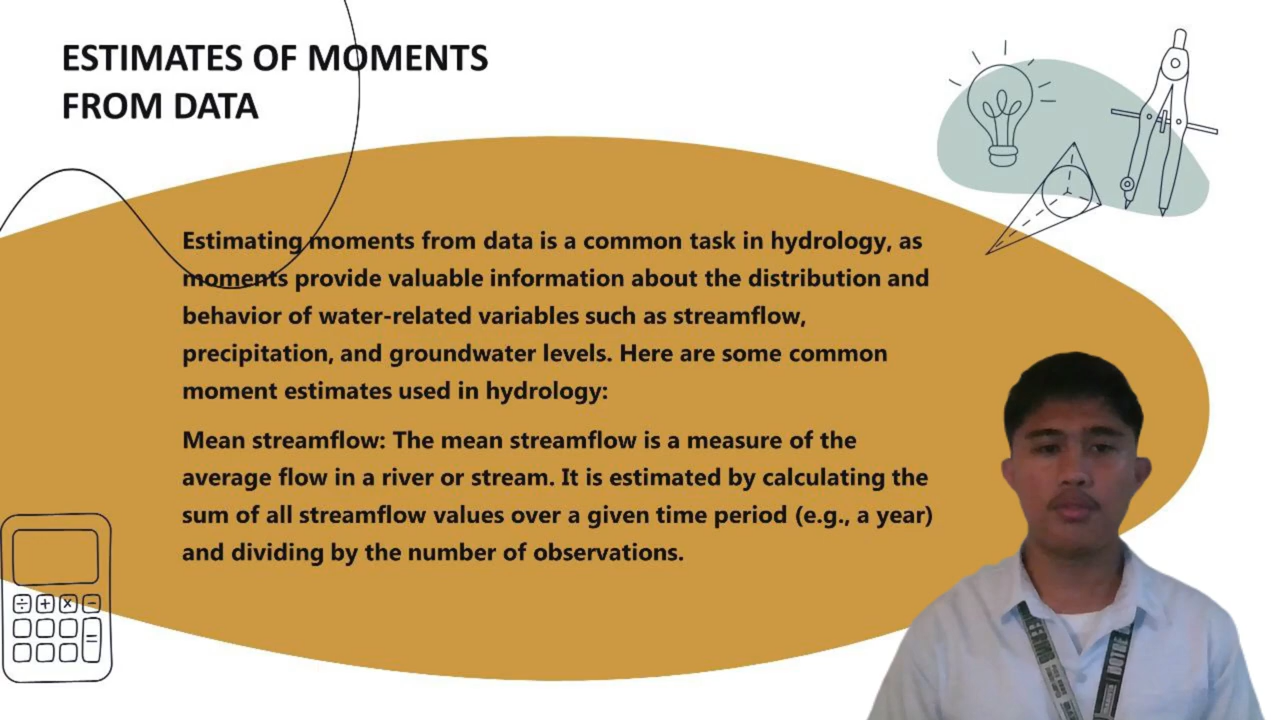 ESTIMATES OF MOMENTS
FROM DATA
Estimating moments from data is a common task in hydrology, as
moments provide valuable information about the distribution and
behavior of water-related variables such as streamflow,
precipitation, and groundwater levels. Here are some common
moment estimates used in hydrology:
Mean streamflow: The mean streamflow is a measure of the
average flow in a river or stream. It is estimated by calculating the
sum of all streamflow values over a given time period (e.g., a year)
and dividing by the number of observations.
÷ + × −
=